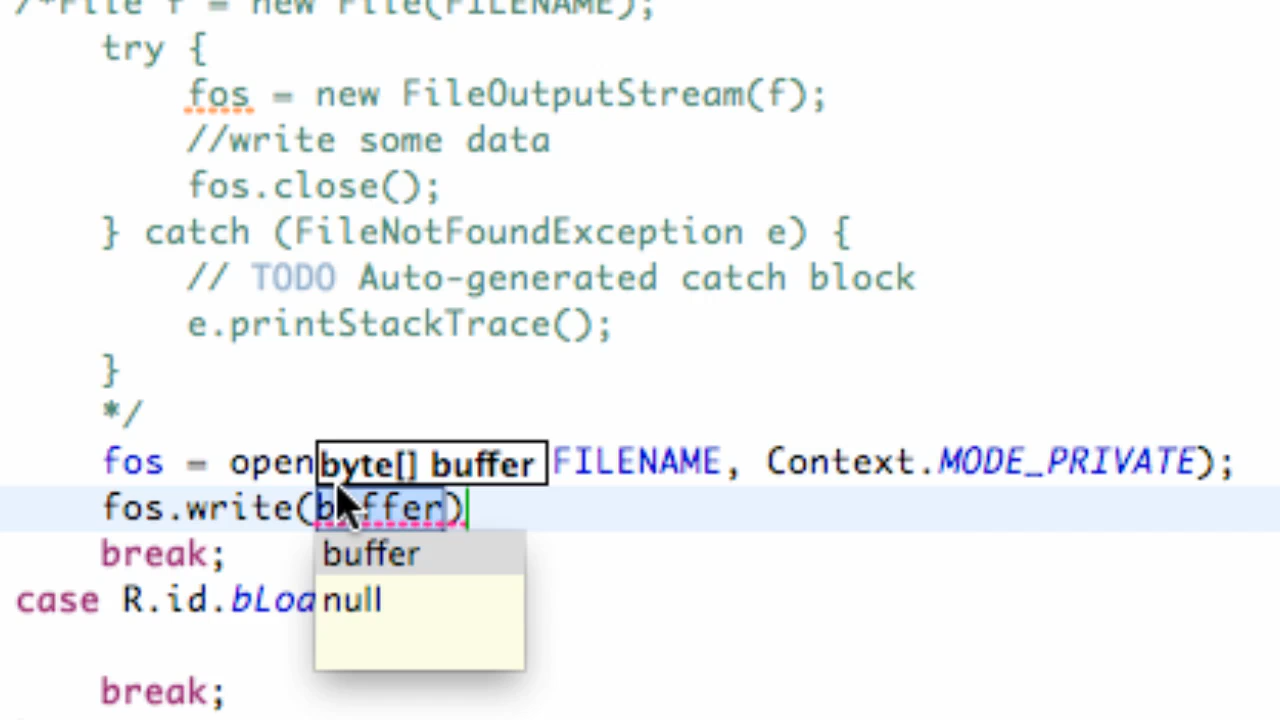 /*File f = new File(FILENAME);
try {
fos = new FileOutputStream(f);
//write some data
fos.close();
} catch (FileNotFoundException e) {
// TODO Auto-generated catch block
e.printStackTrace();
}
*/
fos = open byte[] buffer FILENAME, Context.MODE_PRIVATE);
fos.write(buffer)
break; buffer
case R.id.bLoa null
break;